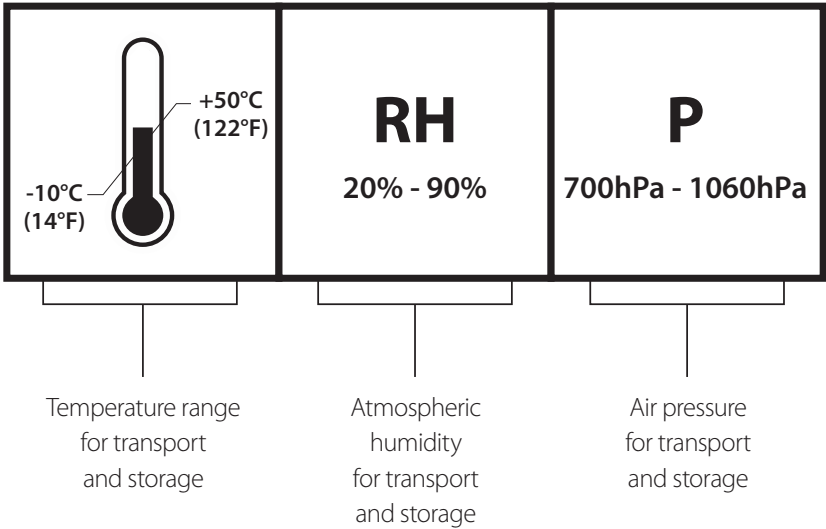 +50°C
(122°F)
-10°C
(14°F)
RH
20% - 90%
P
700hPa - 1060hPa
Temperature range
for transport
and storage
Atmospheric
humidity
for transport
and storage
Air pressure
for transport
and storage